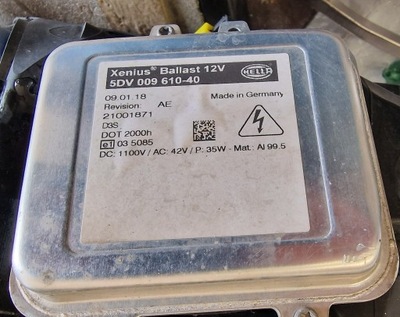 Xenius® Ballast 12V
5DV 009 610-40
HELLA
09.01.18
Made in Germany
Revision: AE
21001871
D3S
DOT 2000h
e1 03 5085
DC: 1100V / AC: 42V / P: 35W - Mat.: Al 99.5